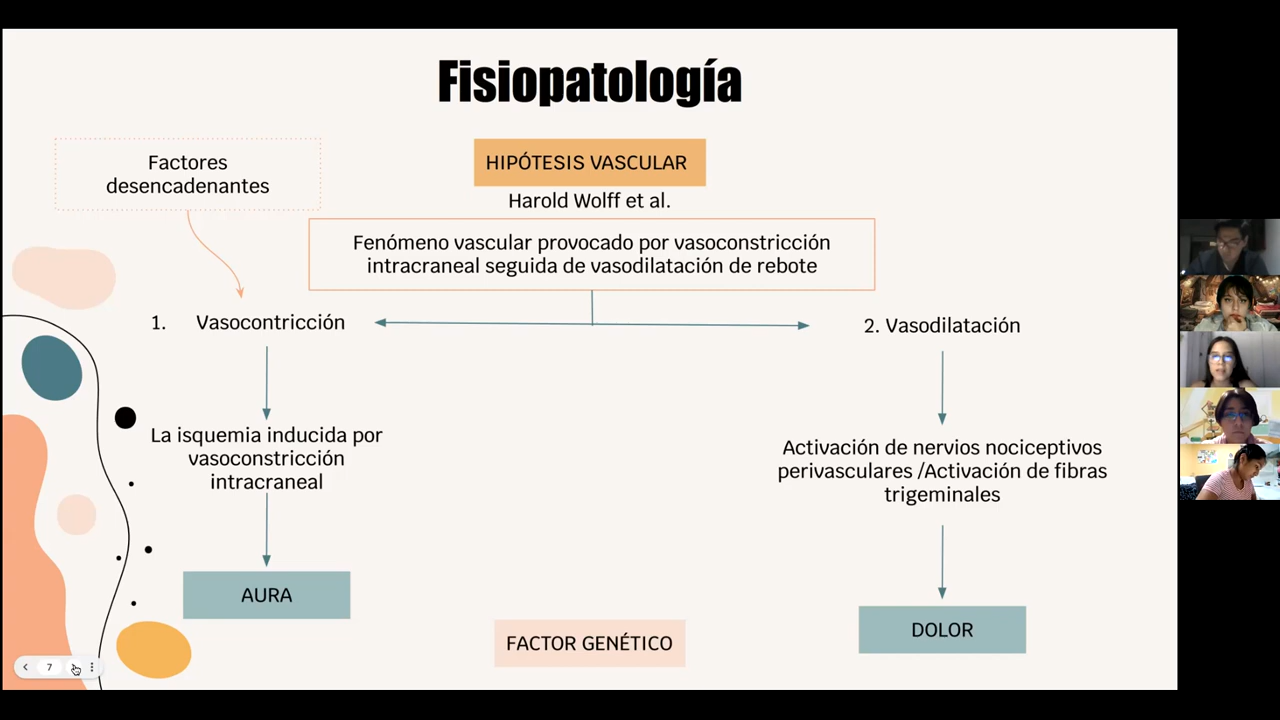 Fisiopatología
Factores
desencadenantes
HIPÓTESIS VASCULAR
Harold Wolff et al.
Fenómeno vascular provocado por vasoconstricción
intracraneal seguida de vasodilatación de rebote
1. Vasocontricción
2. Vasodilatación
La isquemia inducida por
vasoconstricción
intracraneal
Activación de nervios nociceptivos
perivasculares /Activación de fibras
trigeminales
AURA
DOLOR
FACTOR GENÉTICO
7